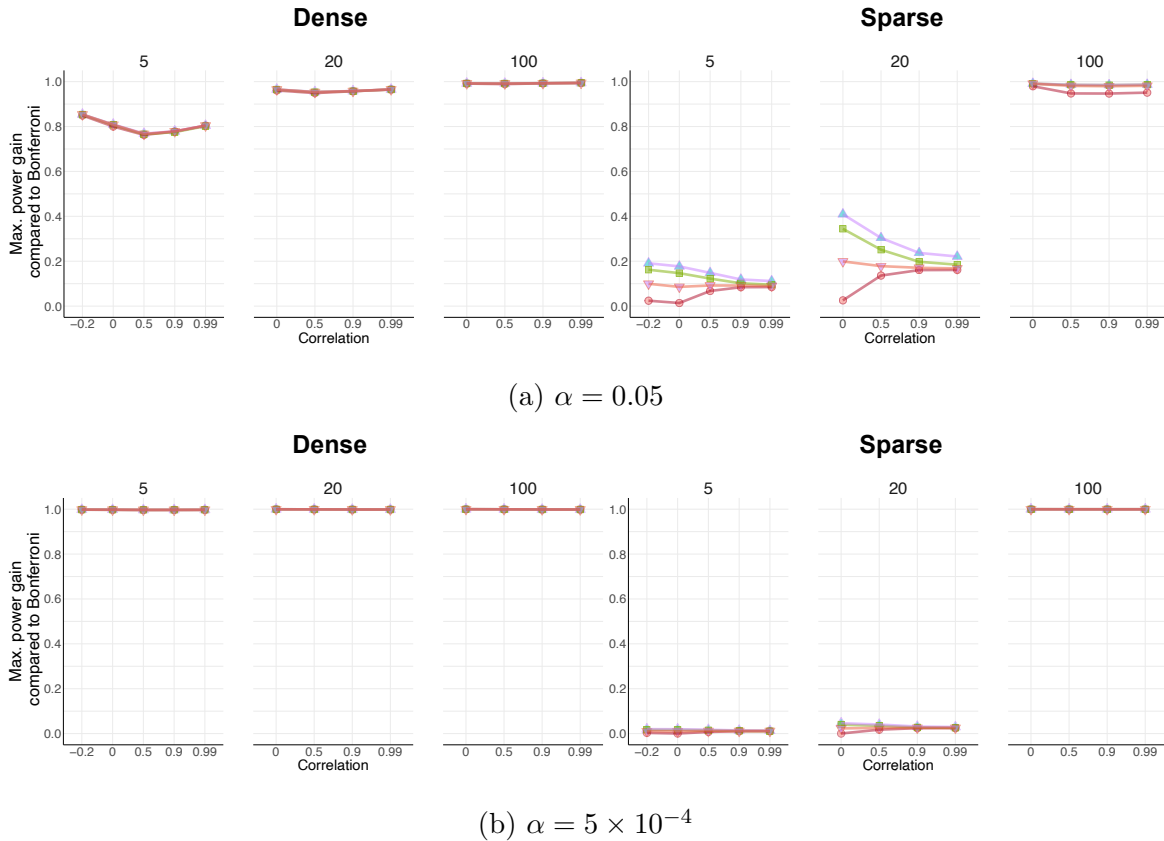 Dense Sparse
5 20 100 5 20 100
Max. power gain
compared to Bonferroni
1.0
0.8
0.6
0.4
0.2
0.0
−0.2 0 0.5 0.9 0.99 0 0.5 0.9 0.99 0 0.5 0.9 0.99 −0.2 0 0.5 0.9 0.99 0 0.5 0.9 0.99 0 0.5 0.9 0.99
Correlation Correlation
(a) α = 0.05
Dense Sparse
5 20 100 5 20 100
Max. power gain
compared to Bonferroni
1.0
0.8
0.6
0.4
0.2
0.0
−0.2 0 0.5 0.9 0.99 0 0.5 0.9 0.99 0 0.5 0.9 0.99 −0.2 0 0.5 0.9 0.99 0 0.5 0.9 0.99 0 0.5 0.9 0.99
Correlation Correlation
(b) α = 5 × 10⁻⁴